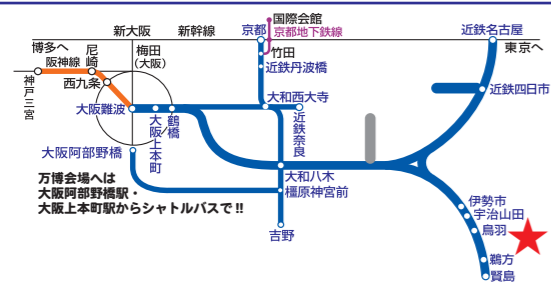 国際会館
京都地下鉄線
新大阪
新幹線
京都
近鉄名古屋
博多へ
尼崎
梅田
(大阪)
竹田
東京へ
阪神線
近鉄丹波橋
西九条
神戸三宮
近鉄四日市
大阪難波
大阪上本町
鶴橋
大和西大寺
近鉄奈良
大阪阿部野橋
大和八木
橿原神宮前
万博会場へは
大阪阿部野橋駅・
大阪上本町駅からシャトルバスで!!
吉野
伊勢市
宇治山田
鳥羽
鵜方
賢島